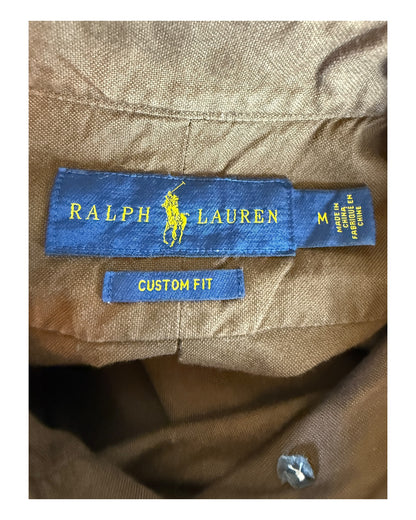 RALPH LAUREN
M
MADE IN
CHINA
FABRIQUÉ EN
CHINE
CUSTOM FIT